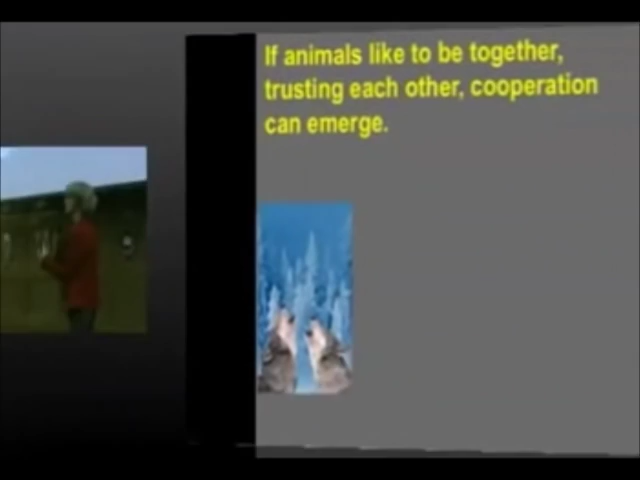 If animals like to be together,
trusting each other, cooperation
can emerge.